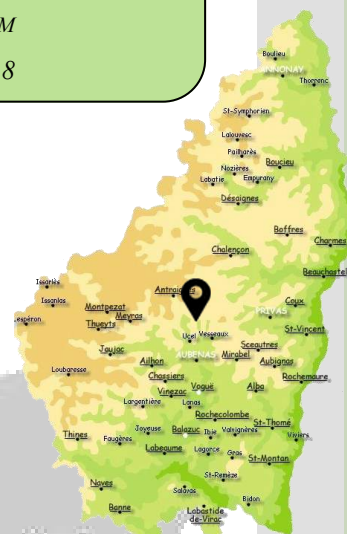 M
8
Boulieu
ANNONAY
Thorrenc
St-Symphorien
Lalouvesc
Pailharès
Nozières
Boucieu
Labatie
Empurany
Désaignes
Boffres
Charmes
Chalençon
Beauchastel
Issarlès
Antraigues
Issanlas
Montpezat
Coux
Lespéron
Meyras
PRIVAS
Thueyts
St-Vincent
Ucel
Vesseaux
Jaujac
Sceautres
AUBENAS
Mirabel
Ailhon
Aubignas
Loubaresse
Chassiers
Rochemaure
Vogüé
Alba
Vinezac
Largentière
Lanas
Rochecolombe
St-Thomé
Joyeuse
Balazuc
Ibie
Valvignères
Thines
Faugères
Viviers
Labeaume
Lagorce
Gras
St-Montan
St-Remèze
Naves
Salavas
Bidon
Banne
Labastide
de-Virac